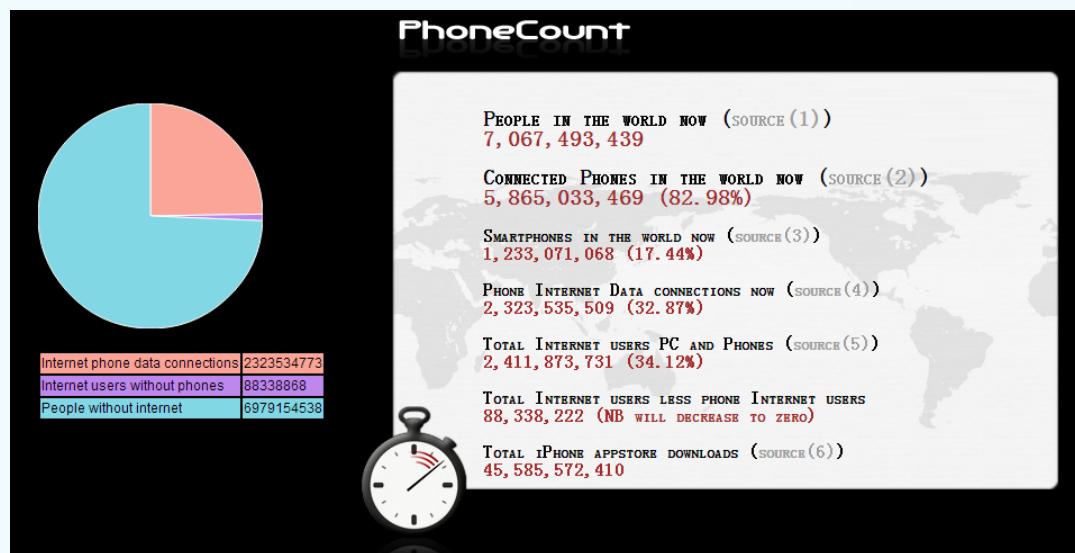 PhoneCount
People in the world now (source(1))
7,067,493,439
Connected Phones in the world now (source(2))
5,865,033,469 (82.98%)
Smartphones in the world now (source(3))
1,233,071,068 (17.44%)
Phone Internet Data connections now (source(4))
2,323,535,509 (32.87%)
Total Internet users PC and Phones (source(5))
2,411,873,731 (34.12%)
Total Internet users less phone Internet users
88,338,222 (NB will decrease to zero)
Total iPhone appstore downloads (source(6))
45,585,572,410
Internet phone data connections 2323534773
Internet users without phones 88338868
People without internet 6979154538